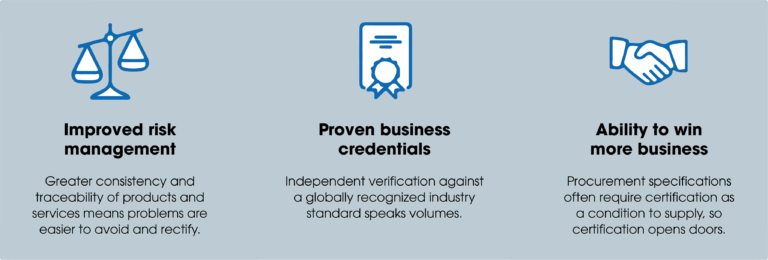 Improved risk
management
Greater consistency and
traceability of products and
services means problems are
easier to avoid and rectify.
Proven business
credentials
Independent verification against
a globally recognized industry
standard speaks volumes.
Ability to win
more business
Procurement specifications
often require certification as
a condition to supply, so
certification opens doors.